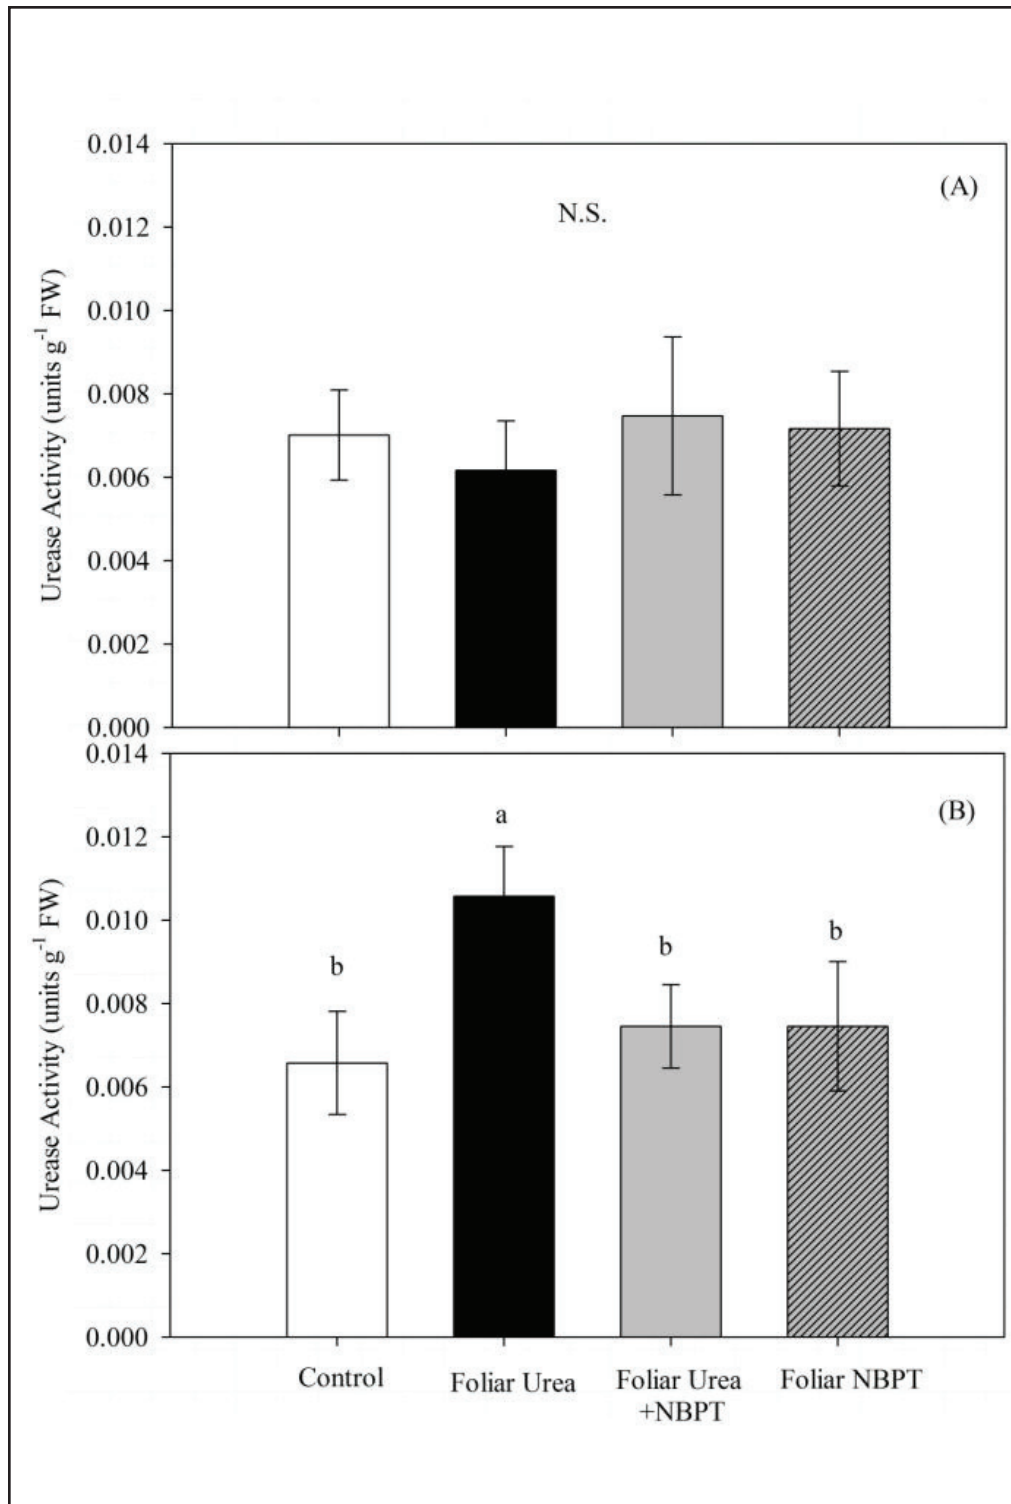 0.014
(A)
0.012
N.S.
0.010
0.008
0.006
0.004
0.002
0.000
Urease Activity (units g⁻¹ FW)
0.014
(B)
a
0.012
0.010
b
b
b
0.008
0.006
0.004
0.002
0.000
Urease Activity (units g⁻¹ FW)
Control
Foliar Urea
Foliar Urea
+NBPT
Foliar NBPT